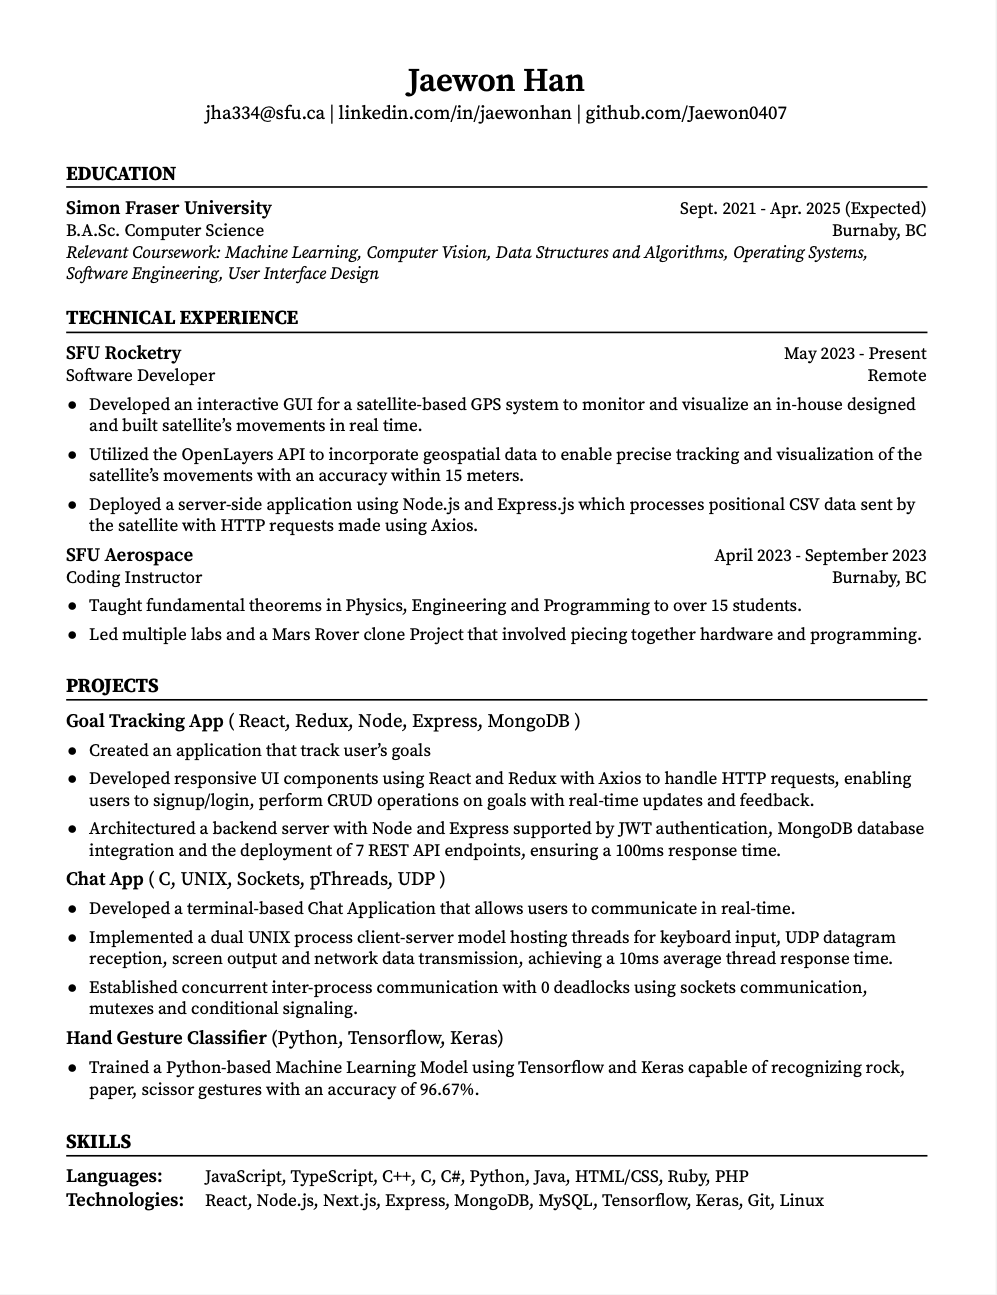 Jaewon Han
jha334@sfu.ca | linkedin.com/in/jaewonhan | github.com/Jaewon0407
EDUCATION
Simon Fraser University Sept. 2021 - Apr. 2025 (Expected)
B.A.Sc. Computer Science Burnaby, BC
Relevant Coursework: Machine Learning, Computer Vision, Data Structures and Algorithms, Operating Systems,
Software Engineering, User Interface Design
TECHNICAL EXPERIENCE
SFU Rocketry May 2023 - Present
Software Developer Remote
● Developed an interactive GUI for a satellite-based GPS system to monitor and visualize an in-house designed
and built satellite’s movements in real time.
● Utilized the OpenLayers API to incorporate geospatial data to enable precise tracking and visualization of the
satellite’s movements with an accuracy within 15 meters.
● Deployed a server-side application using Node.js and Express.js which processes positional CSV data sent by
the satellite with HTTP requests made using Axios.
SFU Aerospace April 2023 - September 2023
Coding Instructor Burnaby, BC
● Taught fundamental theorems in Physics, Engineering and Programming to over 15 students.
● Led multiple labs and a Mars Rover clone Project that involved piecing together hardware and programming.
PROJECTS
Goal Tracking App ( React, Redux, Node, Express, MongoDB )
● Created an application that track user’s goals
● Developed responsive UI components using React and Redux with Axios to handle HTTP requests, enabling
users to signup/login, perform CRUD operations on goals with real-time updates and feedback.
● Architectured a backend server with Node and Express supported by JWT authentication, MongoDB database
integration and the deployment of 7 REST API endpoints, ensuring a 100ms response time.
Chat App ( C, UNIX, Sockets, pThreads, UDP )
● Developed a terminal-based Chat Application that allows users to communicate in real-time.
● Implemented a dual UNIX process client-server model hosting threads for keyboard input, UDP datagram
reception, screen output and network data transmission, achieving a 10ms average thread response time.
● Established concurrent inter-process communication with 0 deadlocks using sockets communication,
mutexes and conditional signaling.
Hand Gesture Classifier (Python, Tensorflow, Keras)
● Trained a Python-based Machine Learning Model using Tensorflow and Keras capable of recognizing rock,
paper, scissor gestures with an accuracy of 96.67%.
SKILLS
Languages: JavaScript, TypeScript, C++, C, C#, Python, Java, HTML/CSS, Ruby, PHP
Technologies: React, Node.js, Next.js, Express, MongoDB, MySQL, Tensorflow, Keras, Git, Linux